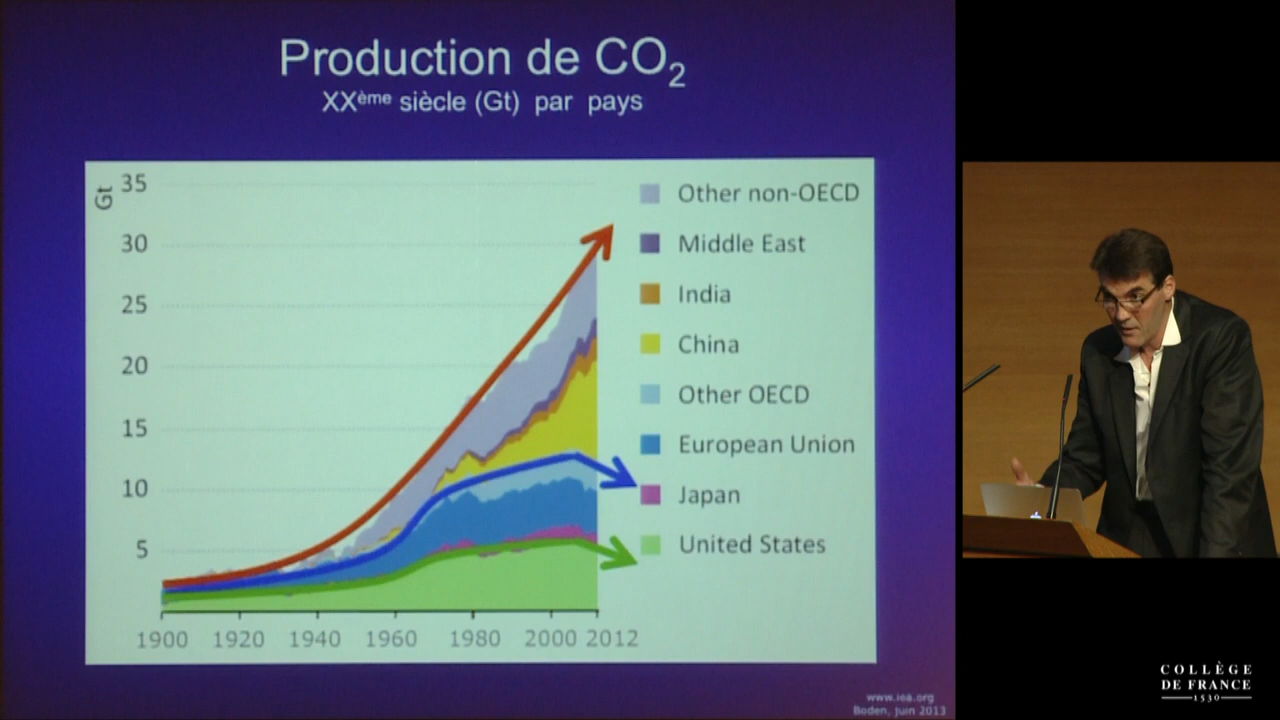 Production de CO₂
XXème siècle (Gt) par pays
Gt
35
30
25
20
15
10
5
1900 1920 1940 1960 1980 2000 2012
Other non-OECD
Middle East
India
China
Other OECD
European Union
Japan
United States
www.iea.org
Boden, juin 2013
COLLÈGE
DE FRANCE
1530